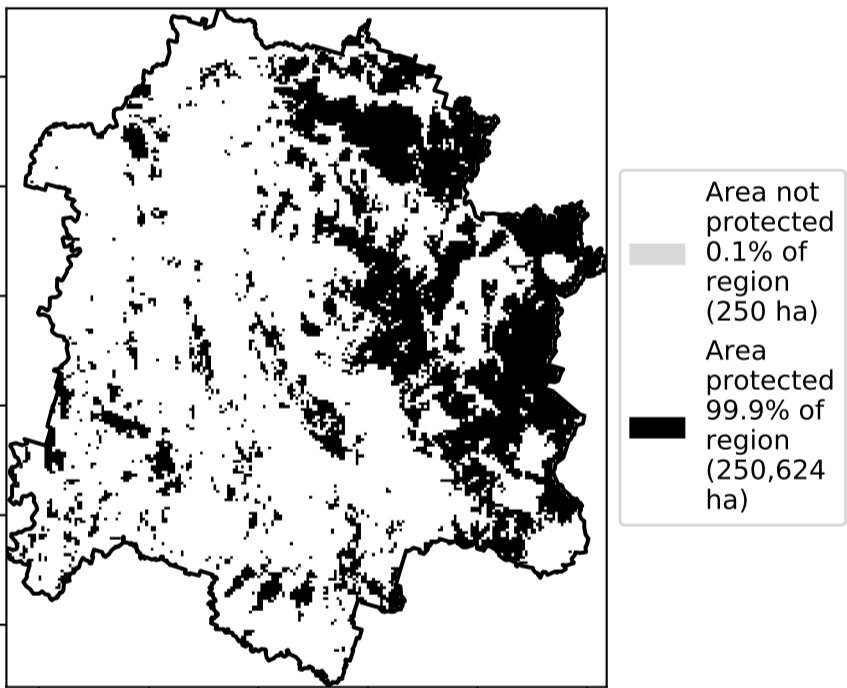 Area not
protected
0.1% of
region
(250 ha)
Area
protected
99.9% of
region
(250,624
ha)